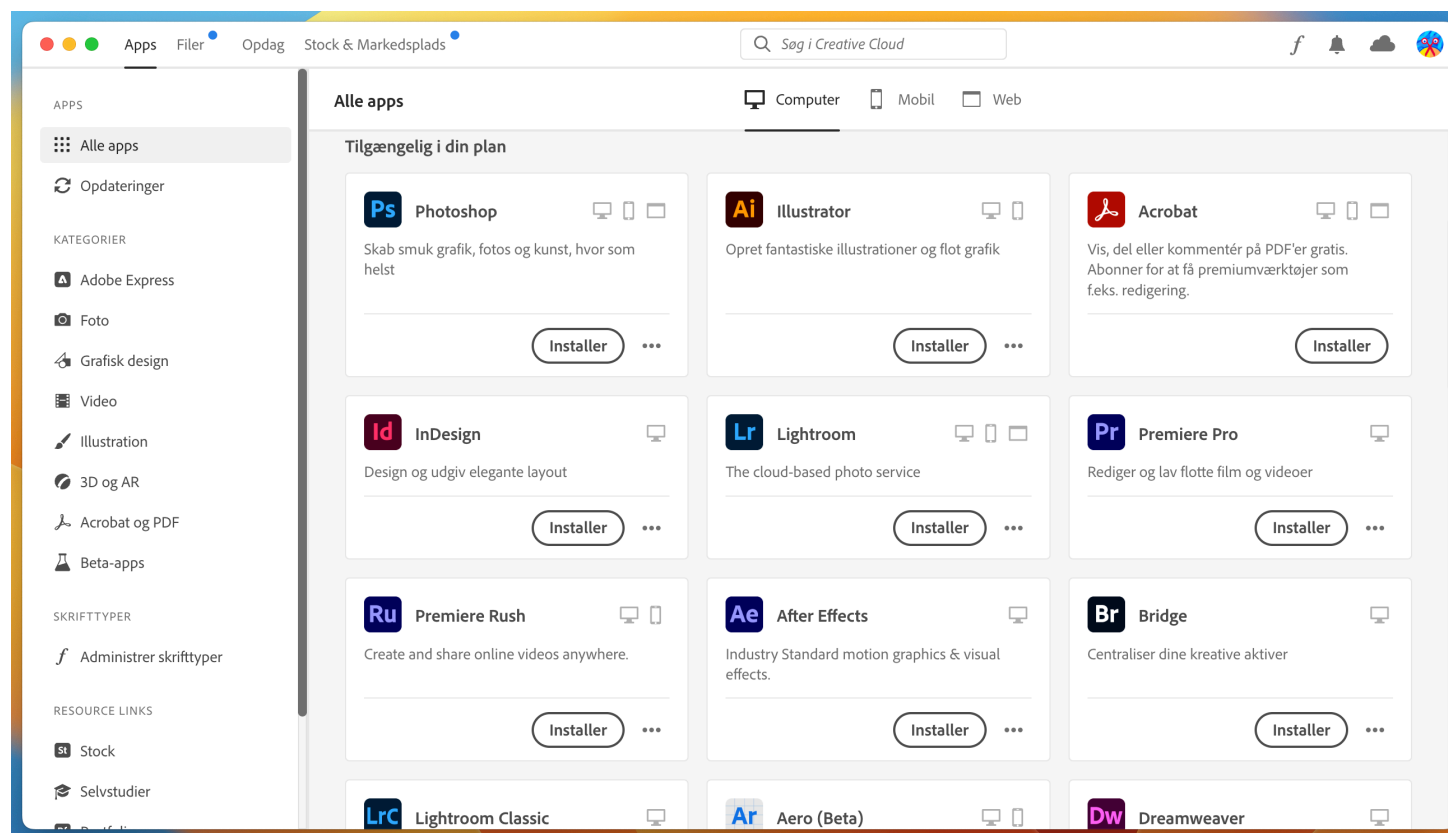 Apps
Filer
Opdag
Stock & Markedsplads
Søg i Creative Cloud
APPS
Alle apps
Opdateringer
KATEGORIER
Adobe Express
Foto
Grafisk design
Video
Illustration
3D og AR
Acrobat og PDF
Beta-apps
SKRIFTTYPER
Administrer skrifttyper
RESOURCE LINKS
St Stock
Selvstudier
Alle apps
Computer
Mobil
Web
Tilgængelig i din plan
Ps Photoshop
Skab smuk grafik, fotos og kunst, hvor som
helst
Installer
Ai Illustrator
Opret fantastiske illustrationer og flot grafik
Installer
Acrobat
Vis, del eller kommentér på PDF'er gratis.
Abonner for at få premiumværktøjer som
f.eks. redigering.
Installer
Id InDesign
Design og udgiv elegante layout
Installer
Lr Lightroom
The cloud-based photo service
Installer
Pr Premiere Pro
Rediger og lav flotte film og videoer
Installer
Ru Premiere Rush
Create and share online videos anywhere.
Installer
Ae After Effects
Industry Standard motion graphics & visual
effects.
Installer
Br Bridge
Centraliser dine kreative aktiver
Installer
LrC Lightroom Classic
Ar Aero (Beta)
Dw Dreamweaver